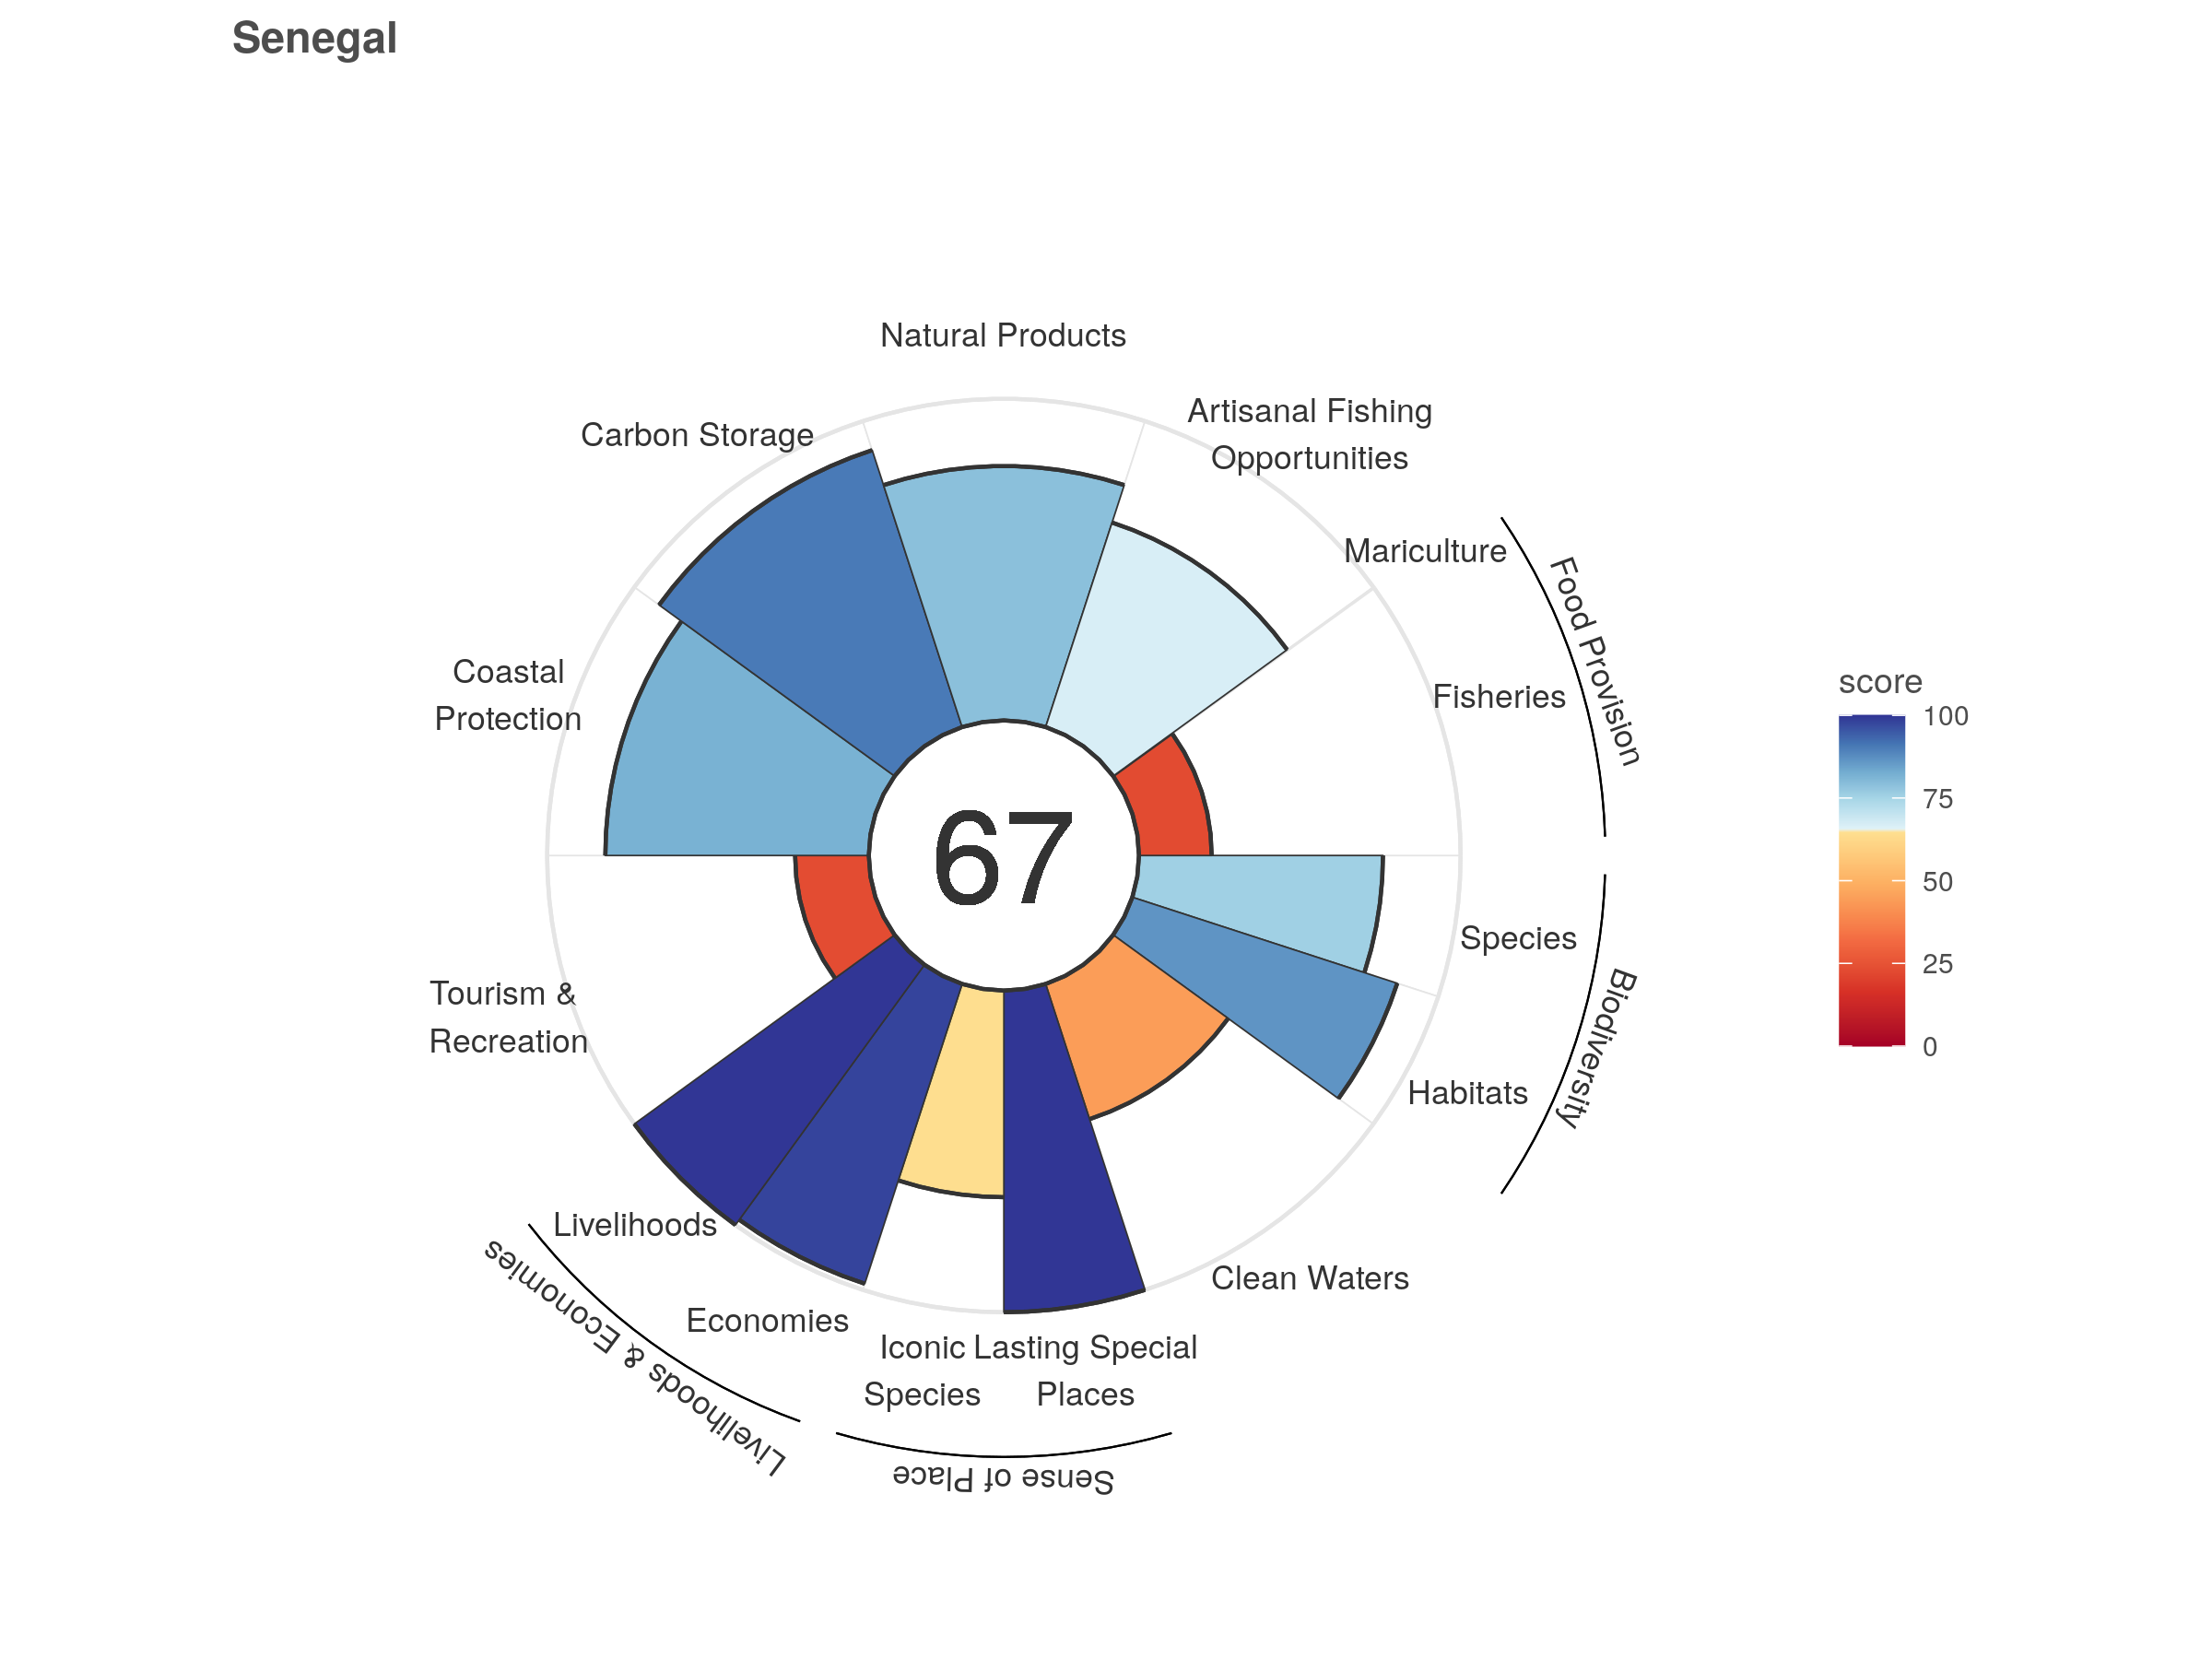 Senegal
Natural Products
Artisanal Fishing
Opportunities
Carbon Storage
Mariculture
Food Provision
Fisheries
Coastal
Protection
score
100
75
50
25
0
67
Species
Biodiversity
Habitats
Tourism &
Recreation
Livelihoods
Economies
Livelihoods & Economies
Clean Waters
Iconic
Species
Lasting Special
Places
Sense of Place